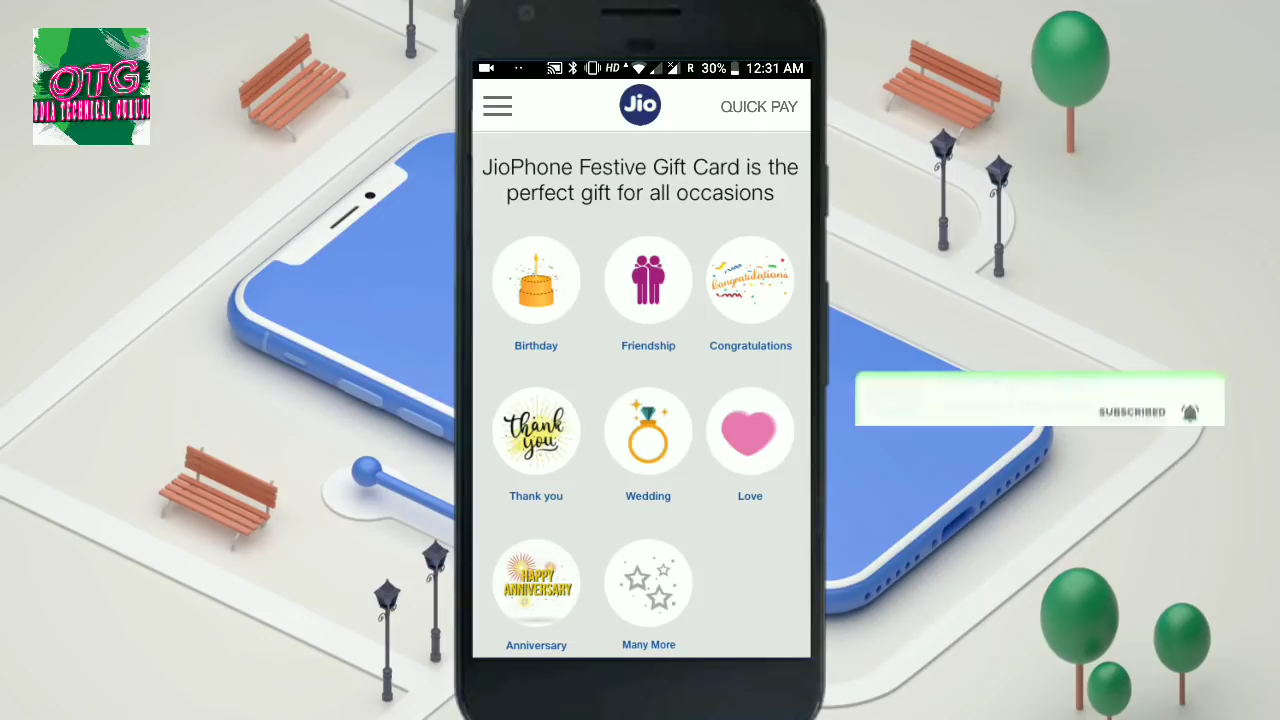 OTG
HD R 30% 12:31 AM
Jio
QUICK PAY
JioPhone Festive Gift Card is the
perfect gift for all occasions
Congratulations
Birthday
Friendship
Congratulations
Thank you
Thank you
Wedding
Love
HAPPY
ANNIVERSARY
Anniversary
Many More
SUBSCRIBED